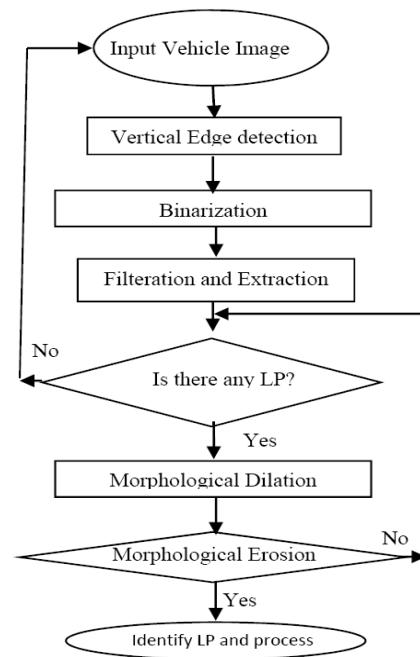 Input Vehicle Image
Vertical Edge detection
Binarization
Filteration and Extraction
No
Is there any LP?
Yes
Morphological Dilation
No
Morphological Erosion
Yes
Identify LP and process